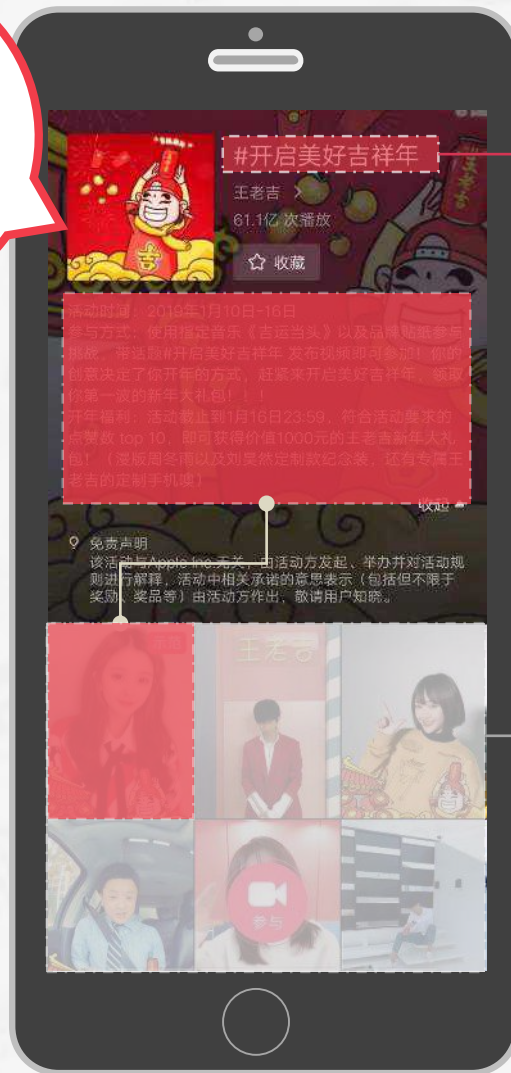 #开启美好吉祥年
王老吉 >
61.1亿 次播放
收藏
吉
活动时间：2019年1月10日-16日
参与方式：使用指定音乐《吉运当头》以及品牌贴纸参与
挑战，带话题#开启美好吉祥年 发布视频即可参加！你的
创意决定了你开年的方式，赶紧来开启美好吉祥年，领取
你第一波的新年大礼包！！！
开年福利：活动截止到1月16日23:59，符合活动要求的
点赞数 top 10，即可获得价值1000元的王老吉新年大礼
包！（漫版周冬雨以及刘昊然定制款纪念装，还有专属王
老吉的定制手机噢）
收起
免责声明
该活动与Apple Inc.无关，由活动方发起、举办并对活动规
则进行解释，活动中相关承诺的意思表示（包括但不限于
奖励、奖品等）由活动方作出，敬请用户知晓。
王老吉
参与